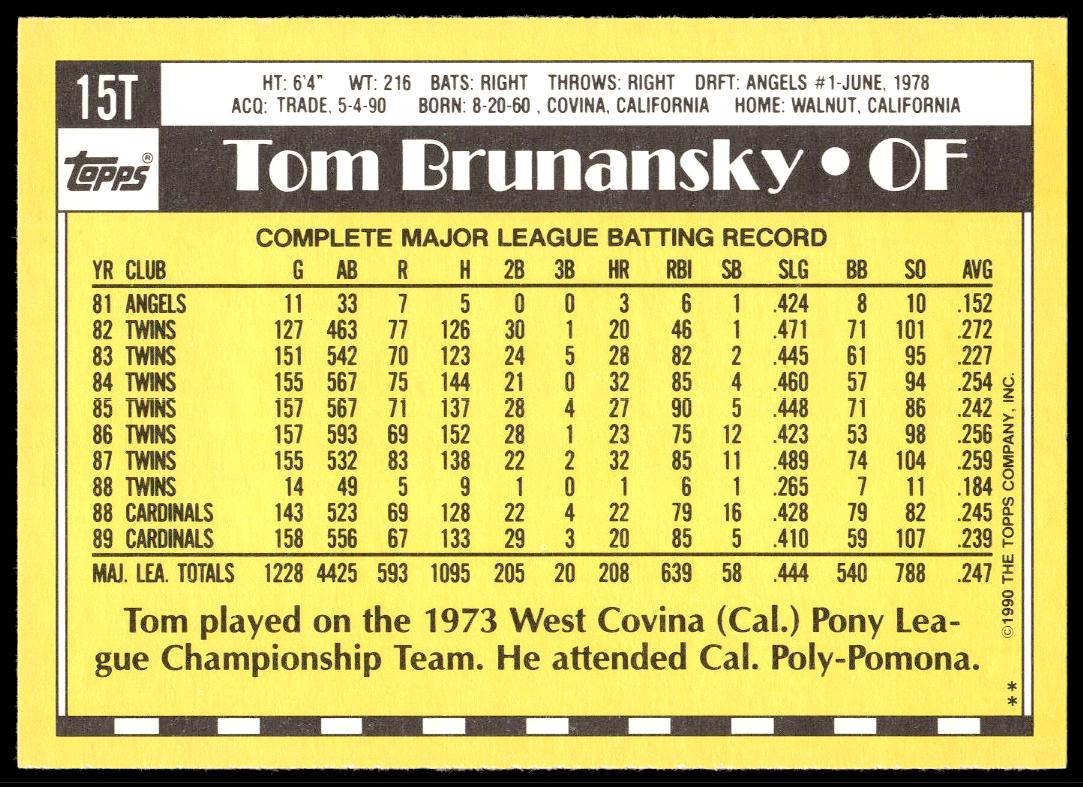 15T
HT: 6'4" WT: 216 BATS: RIGHT THROWS: RIGHT DRFT: ANGELS #1-JUNE, 1978
ACQ: TRADE, 5-4-90 BORN: 8-20-60 , COVINA, CALIFORNIA HOME: WALNUT, CALIFORNIA
topps®
Tom Brunansky • OF
COMPLETE MAJOR LEAGUE BATTING RECORD
YR CLUB G AB R H 2B 3B HR RBI SB SLG BB SO AVG
81 ANGELS 11 33 7 5 0 0 3 6 1 .424 8 10 .152
82 TWINS 127 463 77 126 30 1 20 46 1 .471 71 101 .272
83 TWINS 151 542 70 123 24 5 28 82 2 .445 61 95 .227
84 TWINS 155 567 75 144 21 0 32 85 4 .460 57 94 .254
85 TWINS 157 567 71 137 28 4 27 90 5 .448 71 86 .242
86 TWINS 157 593 69 152 28 1 23 75 12 .423 53 98 .256
87 TWINS 155 532 83 138 22 2 32 85 11 .489 74 104 .259
88 TWINS 14 49 5 9 1 0 1 6 1 .265 7 11 .184
88 CARDINALS 143 523 69 128 22 4 22 79 16 .428 79 82 .245
89 CARDINALS 158 556 67 133 29 3 20 85 5 .410 59 107 .239
MAJ. LEA. TOTALS 1228 4425 593 1095 205 20 208 639 58 .444 540 788 .247
Tom played on the 1973 West Covina (Cal.) Pony Lea-
gue Championship Team. He attended Cal. Poly-Pomona.
©1990 THE TOPPS COMPANY, INC.
**